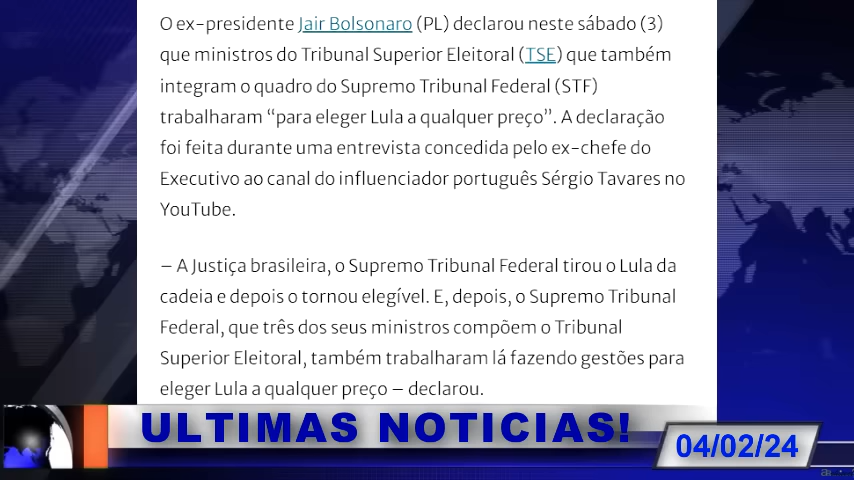 O ex-presidente Jair Bolsonaro (PL) declarou neste sábado (3)
que ministros do Tribunal Superior Eleitoral (TSE) que também
integram o quadro do Supremo Tribunal Federal (STF)
trabalharam “para eleger Lula a qualquer preço”. A declaração
foi feita durante uma entrevista concedida pelo ex-chefe do
Executivo ao canal do influenciador português Sérgio Tavares no
YouTube.
– A Justiça brasileira, o Supremo Tribunal Federal tirou o Lula da
cadeia e depois o tornou elegível. E, depois, o Supremo Tribunal
Federal, que três dos seus ministros compõem o Tribunal
Superior Eleitoral, também trabalharam lá fazendo gestões para
eleger Lula a qualquer preço – declarou.
ULTIMAS NOTICIAS!
04/02/24